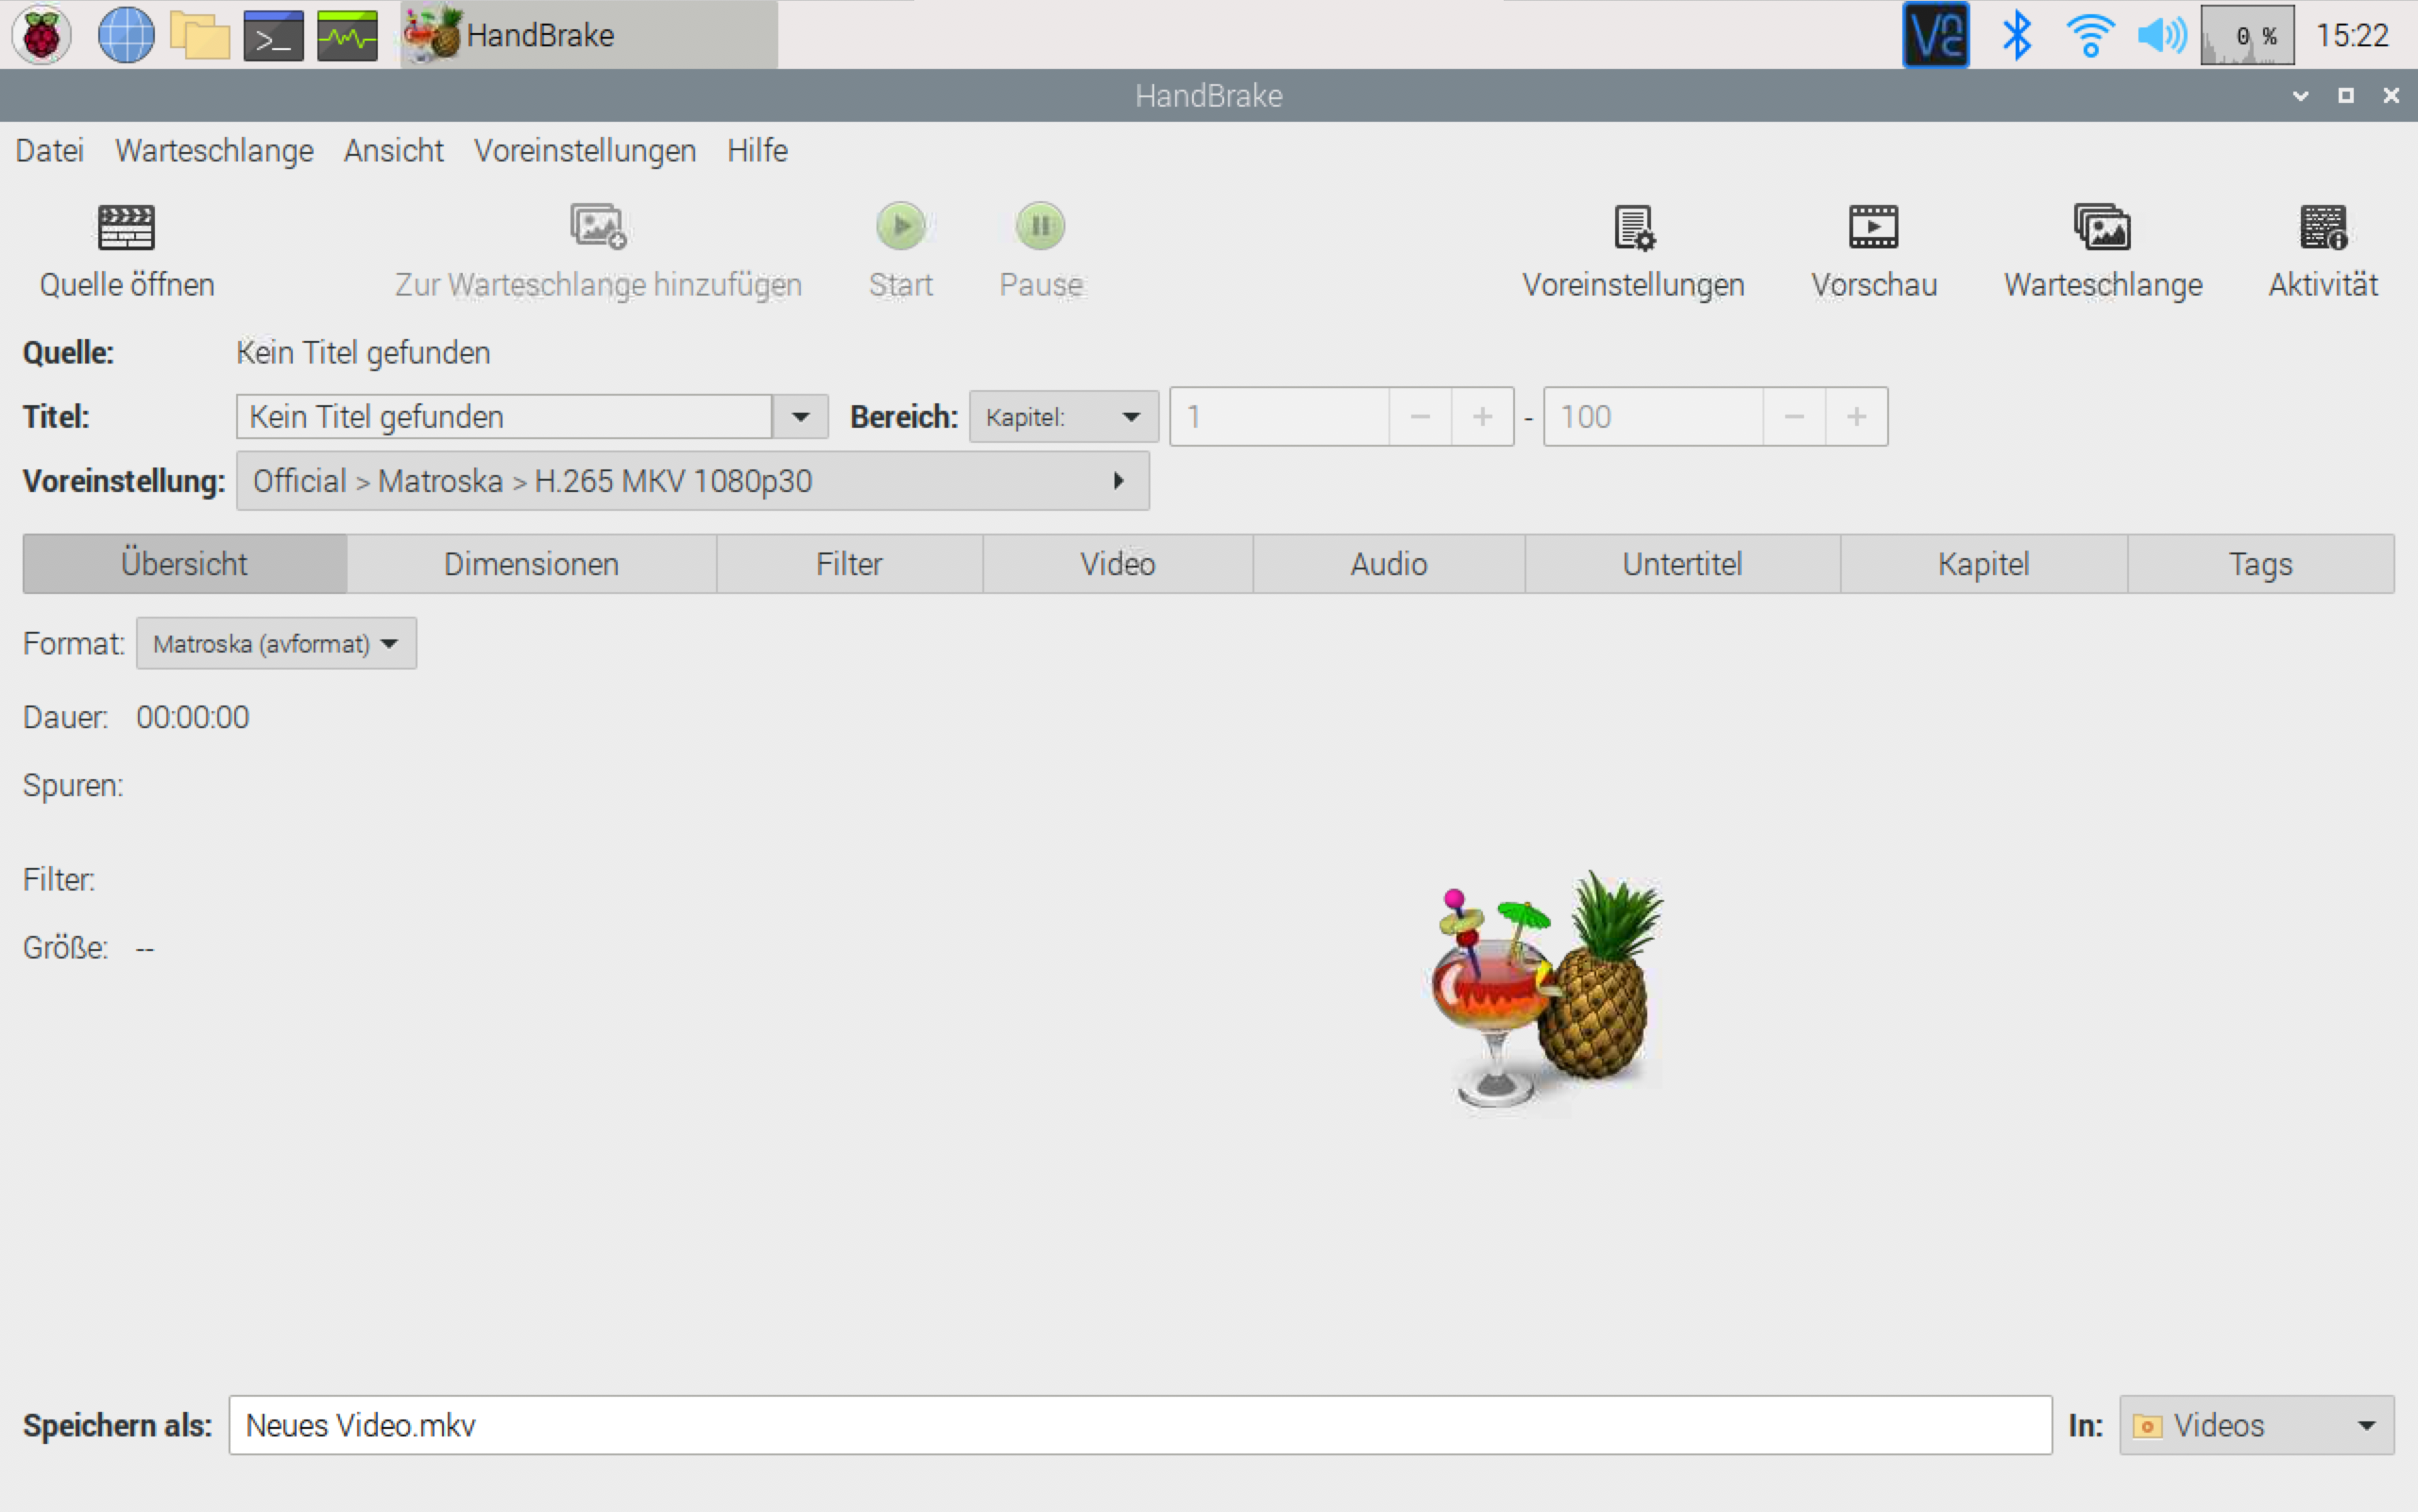 HandBrake
0 %
15:22
HandBrake
Datei Warteschlange Ansicht Voreinstellungen Hilfe
Quelle öffnen Zur Warteschlange hinzufügen Start Pause Voreinstellungen Vorschau Warteschlange Aktivität
Quelle: Kein Titel gefunden
Titel: Kein Titel gefunden Bereich: Kapitel: 1 - 100
Voreinstellung: Official > Matroska > H.265 MKV 1080p30
Übersicht Dimensionen Filter Video Audio Untertitel Kapitel Tags
Format: Matroska (avformat)
Dauer: 00:00:00
Spuren:
Filter:
Größe: --
Speichern als: Neues Video.mkv In: Videos